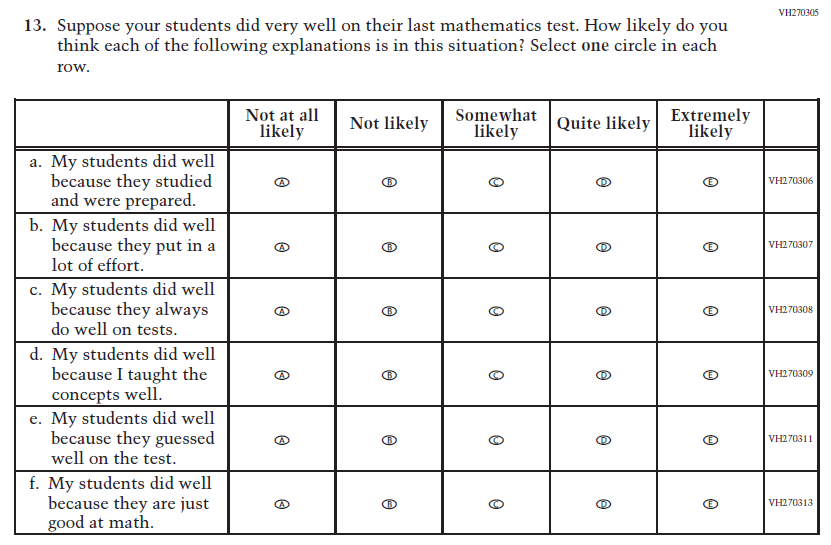 VH270305
13. Suppose your students did very well on their last mathematics test. How likely do you
think each of the following explanations is in this situation? Select one circle in each
row.
Not at all
likely
Not likely
Somewhat
likely
Quite likely
Extremely
likely
a. My students did well
because they studied
and were prepared.
A B C D E VH270306
b. My students did well
because they put in a
lot of effort.
A B C D E VH270307
c. My students did well
because they always
do well on tests.
A B C D E VH270308
d. My students did well
because I taught the
concepts well.
A B C D E VH270309
e. My students did well
because they guessed
well on the test.
A B C D E VH270311
f. My students did well
because they are just
good at math.
A B C D E VH270313